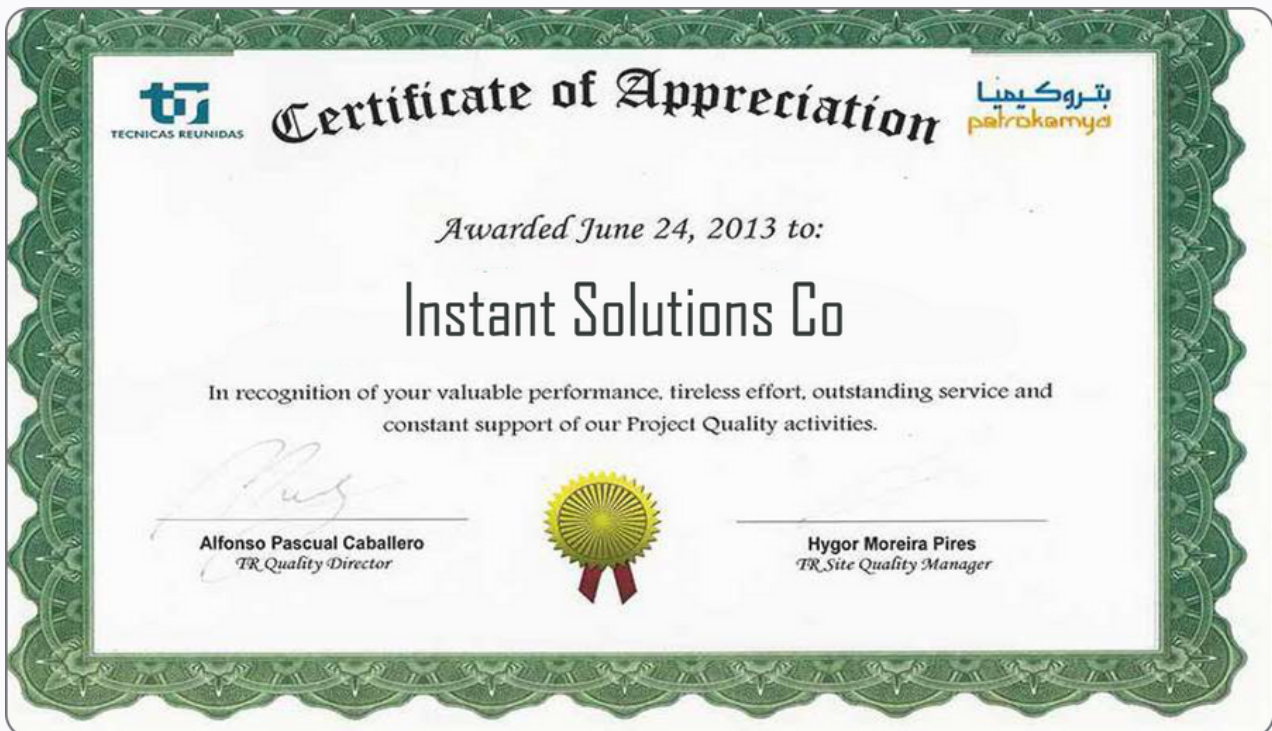 tr
TECNICAS REUNIDAS
Certificate of Appreciation
بتروكيميا
petrokemya
Awarded June 24, 2013 to:
Instant Solutions Co
In recognition of your valuable performance, tireless effort, outstanding service and
constant support of our Project Quality activities.
Alfonso Pascual Caballero
TR Quality Director
Hygor Moreira Pires
TR Site Quality Manager